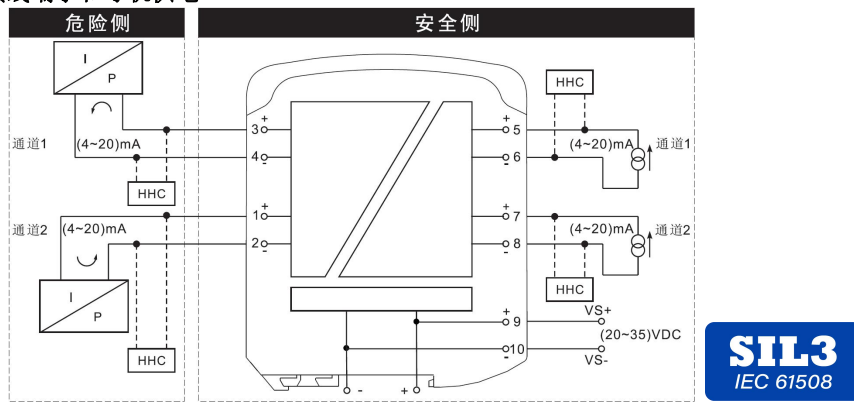 危险侧
安全侧
I
P
通道1
(4~20)mA
HHC
3
+
4
-
1
+
2
-
通道2
(4~20)mA
I
P
HHC
+
5
6
-
HHC
(4~20)mA
通道1
+
7
8
-
(4~20)mA
通道2
HHC
+
9
10
-
VS+
(20~35)VDC
VS-
-
+
SIL3
IEC 61508